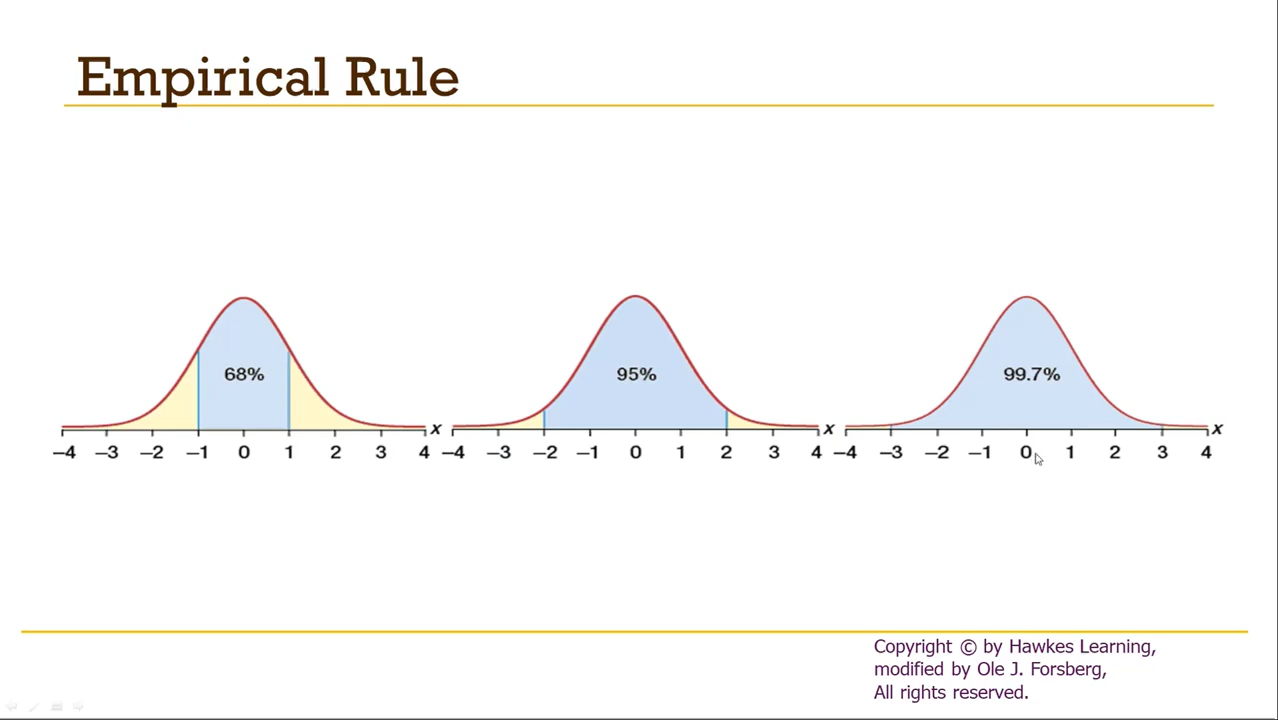 Empirical Rule
68%
95%
99.7%
−4 −3 −2 −1 0 1 2 3 4 x
−4 −3 −2 −1 0 1 2 3 4 x
−4 −3 −2 −1 0 1 2 3 4 x
Copyright © by Hawkes Learning,
modified by Ole J. Forsberg,
All rights reserved.